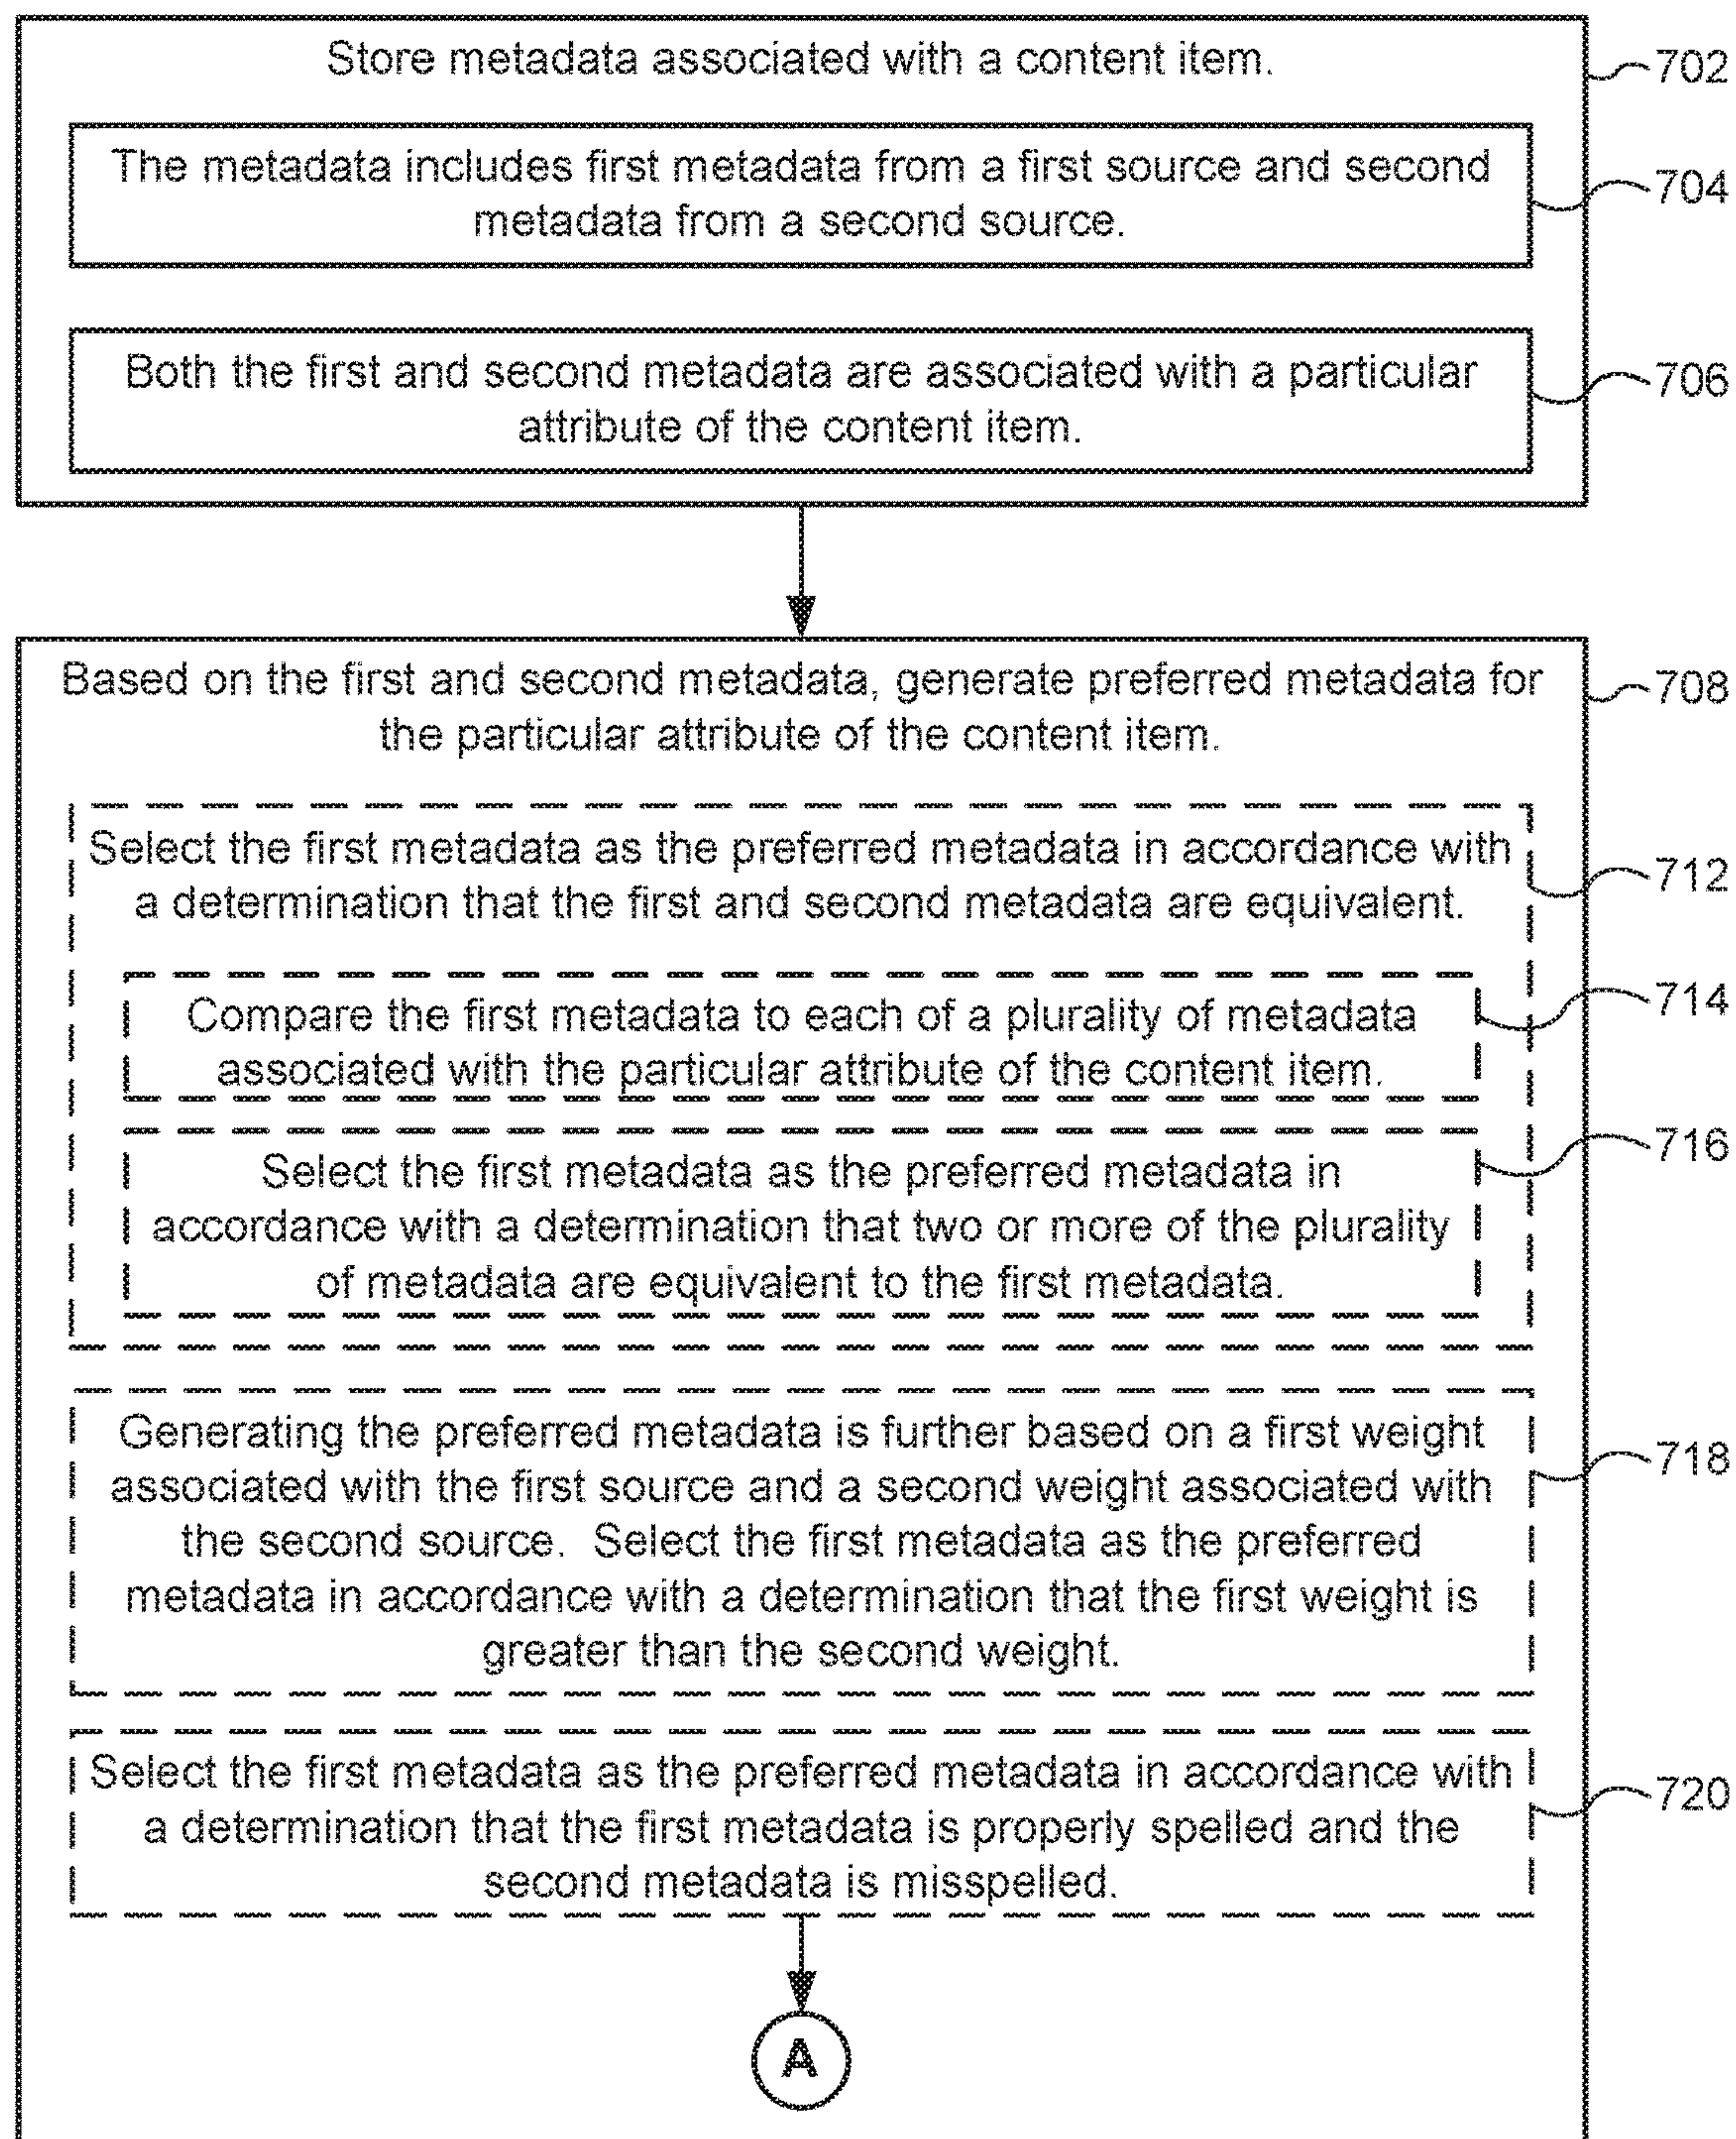 Store metadata associated with a content item.
702
The metadata includes first metadata from a first source and second
metadata from a second source.
704
Both the first and second metadata are associated with a particular
attribute of the content item.
706
Based on the first and second metadata, generate preferred metadata for
the particular attribute of the content item.
708
Select the first metadata as the preferred metadata in accordance with
a determination that the first and second metadata are equivalent.
712
Compare the first metadata to each of a plurality of metadata
associated with the particular attribute of the content item.
714
Select the first metadata as the preferred metadata in
accordance with a determination that two or more of the plurality
of metadata are equivalent to the first metadata.
716
Generating the preferred metadata is further based on a first weight
associated with the first source and a second weight associated with
the second source.  Select the first metadata as the preferred
metadata in accordance with a determination that the first weight is
greater than the second weight.
718
Select the first metadata as the preferred metadata in accordance with
a determination that the first metadata is properly spelled and the
second metadata is misspelled.
720
A